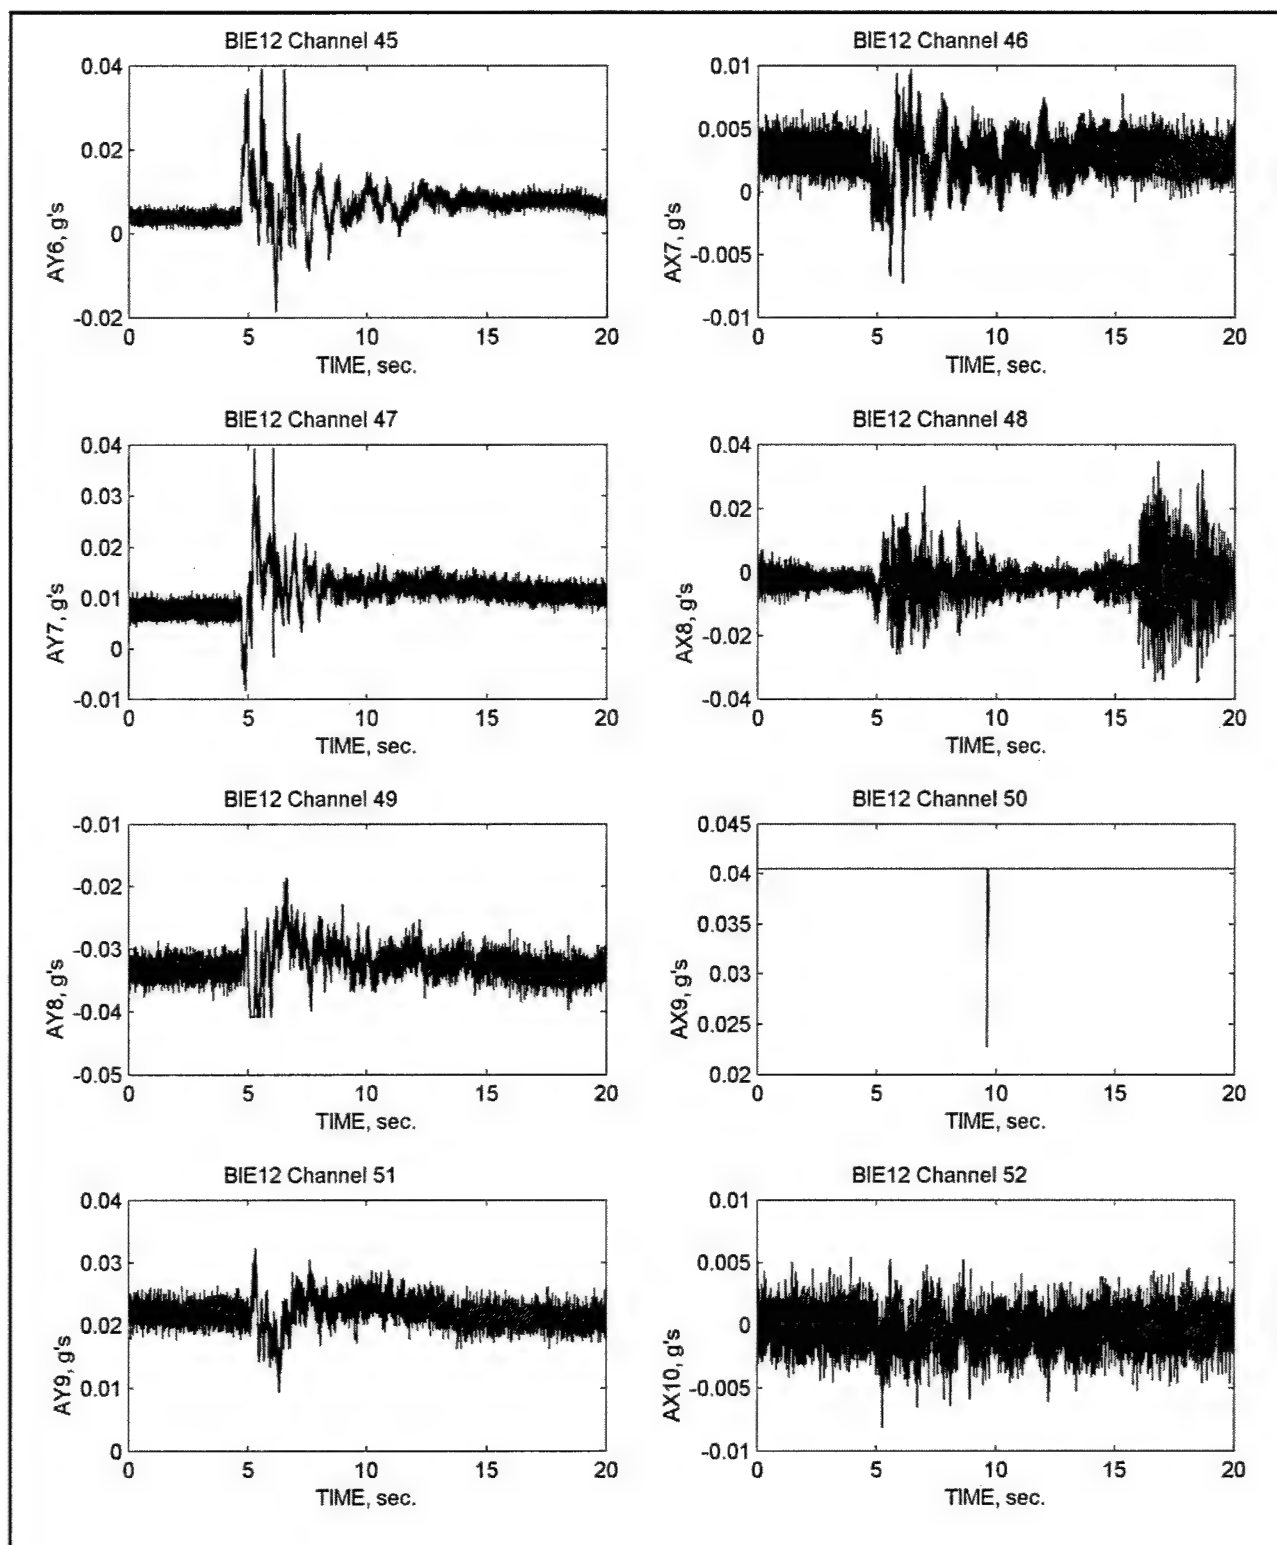 BIE12 Channel 45
0.04
0.02
0
-0.02
AY6, g's
0 5 10 15 20
TIME, sec.
BIE12 Channel 46
0.01
0.005
0
-0.005
-0.01
AX7, g's
0 5 10 15 20
TIME, sec.
BIE12 Channel 47
0.04
0.03
0.02
0.01
0
-0.01
AY7, g's
0 5 10 15 20
TIME, sec.
BIE12 Channel 48
0.04
0.02
0
-0.02
-0.04
AX8, g's
0 5 10 15 20
TIME, sec.
BIE12 Channel 49
-0.01
-0.02
-0.03
-0.04
-0.05
AY8, g's
0 5 10 15 20
TIME, sec.
BIE12 Channel 50
0.045
0.04
0.035
0.03
0.025
0.02
AX9, g's
0 5 10 15 20
TIME, sec.
BIE12 Channel 51
0.04
0.03
0.02
0.01
0
AY9, g's
0 5 10 15 20
TIME, sec.
BIE12 Channel 52
0.01
0.005
0
-0.005
-0.01
AX10, g's
0 5 10 15 20
TIME, sec.